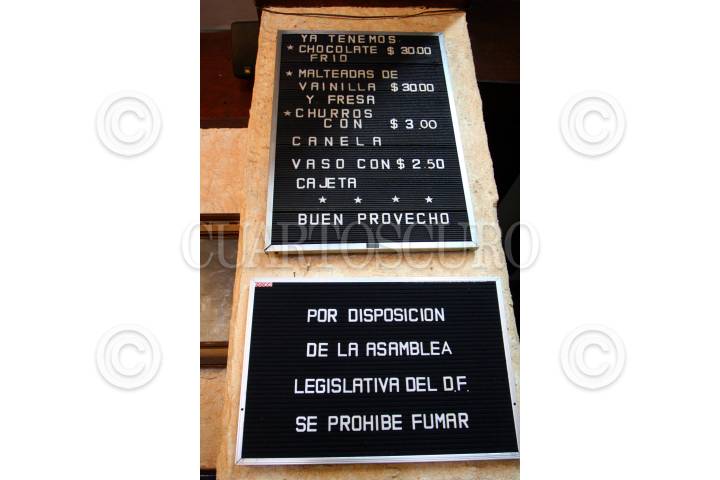 YA TENEMOS
* CHOCOLATE $ 30.00
FRIO
* MALTEADAS DE
VAINILLA $ 30.00
Y FRESA
* CHURROS
CON $ 3.00
CANELA
VASO CON $ 2.50
CAJETA
* * * *
BUEN PROVECHO
CUARTOSCURO
POR DISPOSICION
DE LA ASAMBLEA
LEGISLATIVA DEL D.F.
SE PROHIBE FUMAR